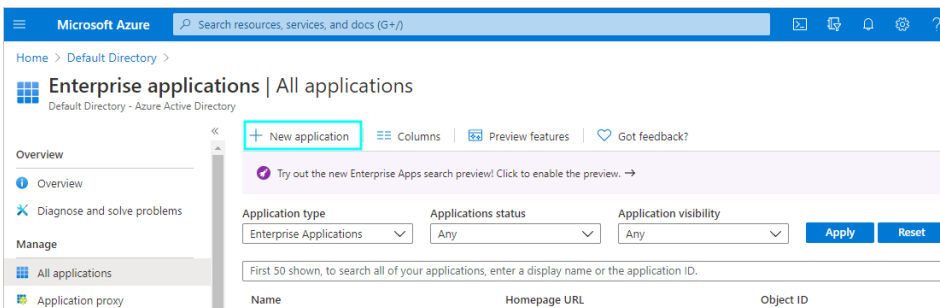 Microsoft Azure
Search resources, services, and docs (G+/)
Home > Default Directory >
Enterprise applications | All applications
Default Directory - Azure Active Directory
«
+ New application
Columns
Preview features
Got feedback?
Overview
Try out the new Enterprise Apps search preview! Click to enable the preview. →
Overview
Diagnose and solve problems
Application type
Applications status
Application visibility
Enterprise Applications
Any
Any
Apply
Reset
Manage
All applications
First 50 shown, to search all of your applications, enter a display name or the application ID.
Application proxy
Name
Homepage URL
Object ID